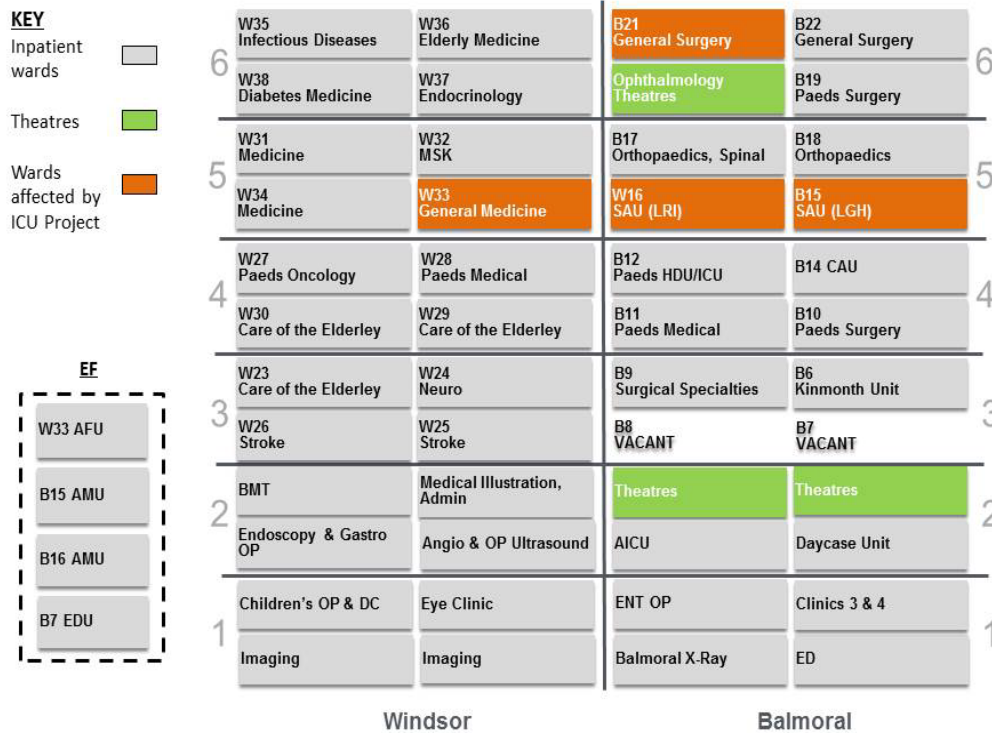 KEY
Inpatient
wards
Theatres
Wards
affected by
ICU Project
EF
W33 AFU
B15 AMU
B16 AMU
B7 EDU
6
W35
Infectious Diseases
W36
Elderly Medicine
B21
General Surgery
B22
General Surgery
6
W38
Diabetes Medicine
W37
Endocrinology
Ophthalmology
Theatres
B19
Paeds Surgery
5
W31
Medicine
W32
MSK
B17
Orthopaedics, Spinal
B18
Orthopaedics
5
W34
Medicine
W33
General Medicine
W16
SAU (LRI)
B15
SAU (LGH)
4
W27
Paeds Oncology
W28
Paeds Medical
B12
Paeds HDU/ICU
B14 CAU
4
W30
Care of the Elderley
W29
Care of the Elderley
B11
Paeds Medical
B10
Paeds Surgery
3
W23
Care of the Elderley
W24
Neuro
B9
Surgical Specialties
B6
Kinmonth Unit
3
W26
Stroke
W25
Stroke
B8
VACANT
B7
VACANT
2
BMT
Medical Illustration,
Admin
Theatres
Theatres
2
Endoscopy & Gastro
OP
Angio & OP Ultrasound
AICU
Daycase Unit
1
Children's OP & DC
Eye Clinic
ENT OP
Clinics 3 & 4
1
Imaging
Imaging
Balmoral X-Ray
ED
Windsor
Balmoral